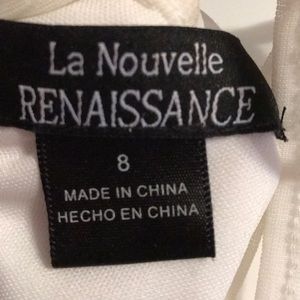 La Nouvelle
RENAISSANCE
8
MADE IN CHINA
HECHO EN CHINA